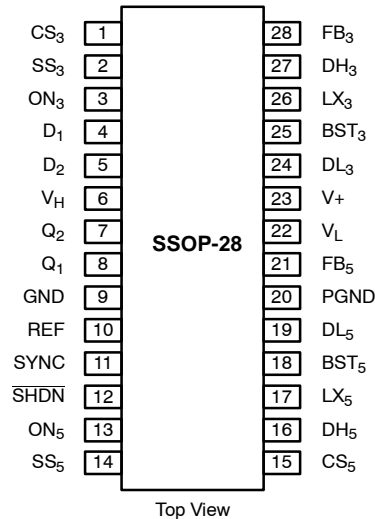 CS3 1 28 FB3
SS3 2 27 DH3
ON3 3 26 LX3
D1 4 25 BST3
D2 5 24 DL3
VH 6 23 V+
Q2 7 22 VL
SSOP-28
Q1 8 21 FB5
GND 9 20 PGND
REF 10 19 DL5
SYNC 11 18 BST5
SHDN 12 17 LX5
ON5 13 16 DH5
SS5 14 15 CS5
Top View